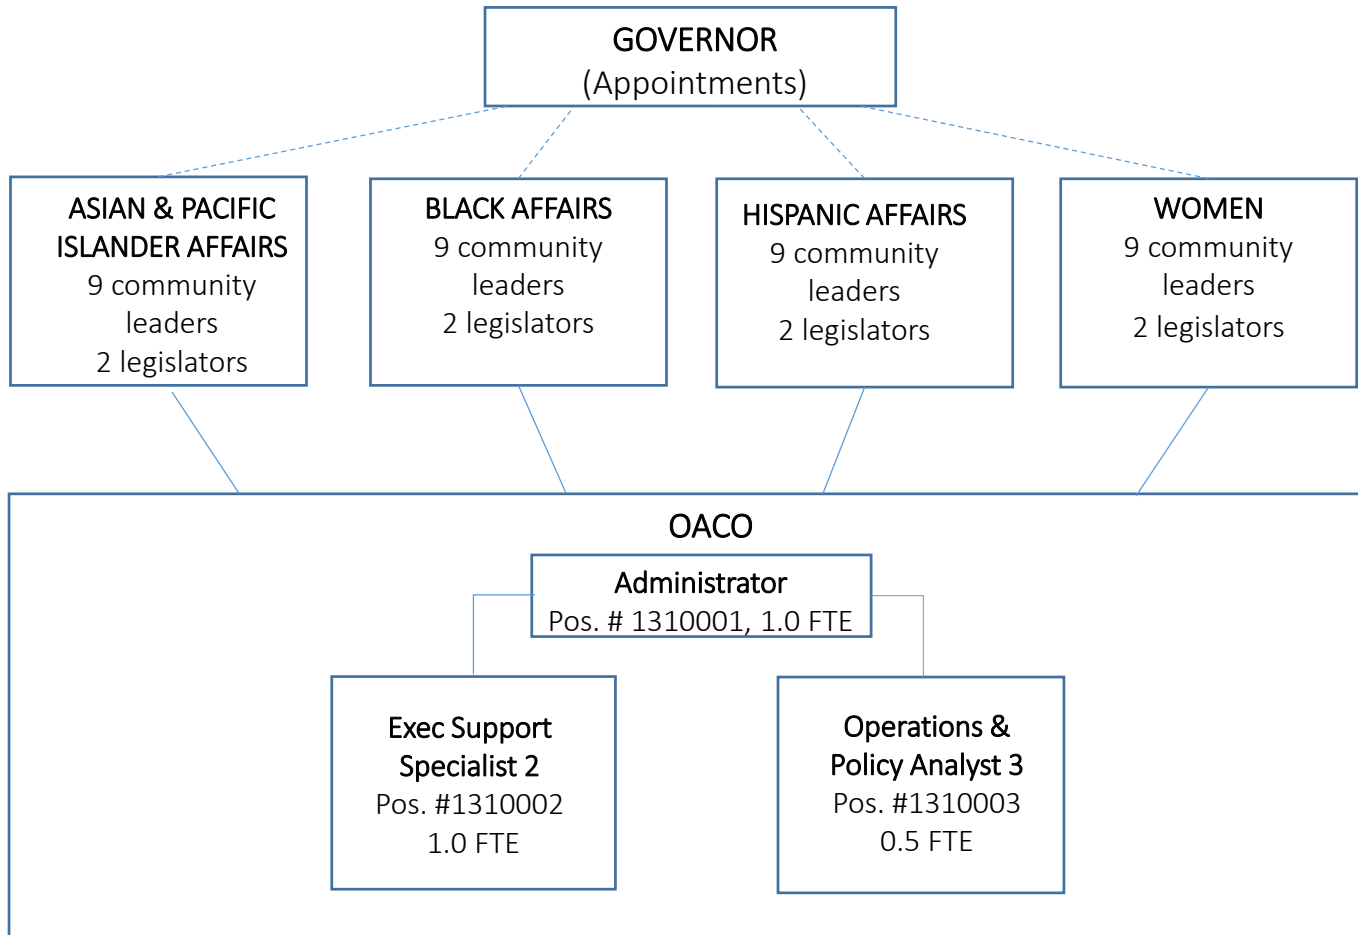 GOVERNOR
(Appointments)
ASIAN & PACIFIC
ISLANDER AFFAIRS
9 community
leaders
2 legislators
BLACK AFFAIRS
9 community
leaders
2 legislators
HISPANIC AFFAIRS
9 community
leaders
2 legislators
WOMEN
9 community
leaders
2 legislators
OACO
Administrator
Pos. # 1310001, 1.0 FTE
Exec Support
Specialist 2
Pos. #1310002
1.0 FTE
Operations &
Policy Analyst 3
Pos. #1310003
0.5 FTE